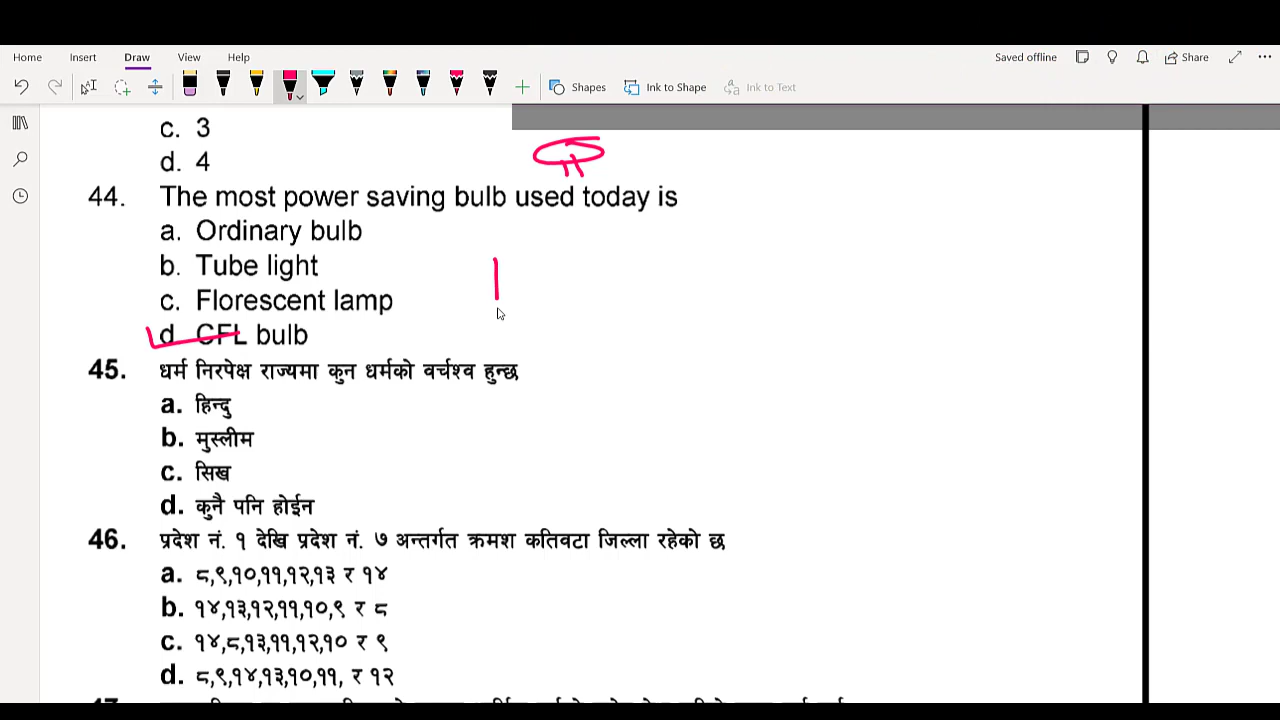 Home Insert Draw View Help Saved offline Share
Shapes Ink to Shape Ink to Text
c. 3
d. 4
44. The most power saving bulb used today is
a. Ordinary bulb
b. Tube light
c. Florescent lamp
d. CFL bulb
45. धर्म निरपेक्ष राज्यमा कुन धर्मको वर्चश्व हुन्छ
a. हिन्दु
b. मुस्लीम
c. सिख
d. कुनै पनि होईन
46. प्रदेश नं. १ देखि प्रदेश नं. ७ अन्तर्गत क्रमश कतिवटा जिल्ला रहेको छ
a. ८,९,१०,११,१२,१३ र १४
b. १४,१३,१२,११,१०,९ र ८
c. १४,८,१३,११,१२,१० र ९
d. ८,९,१४,१३,१०,११, र १२